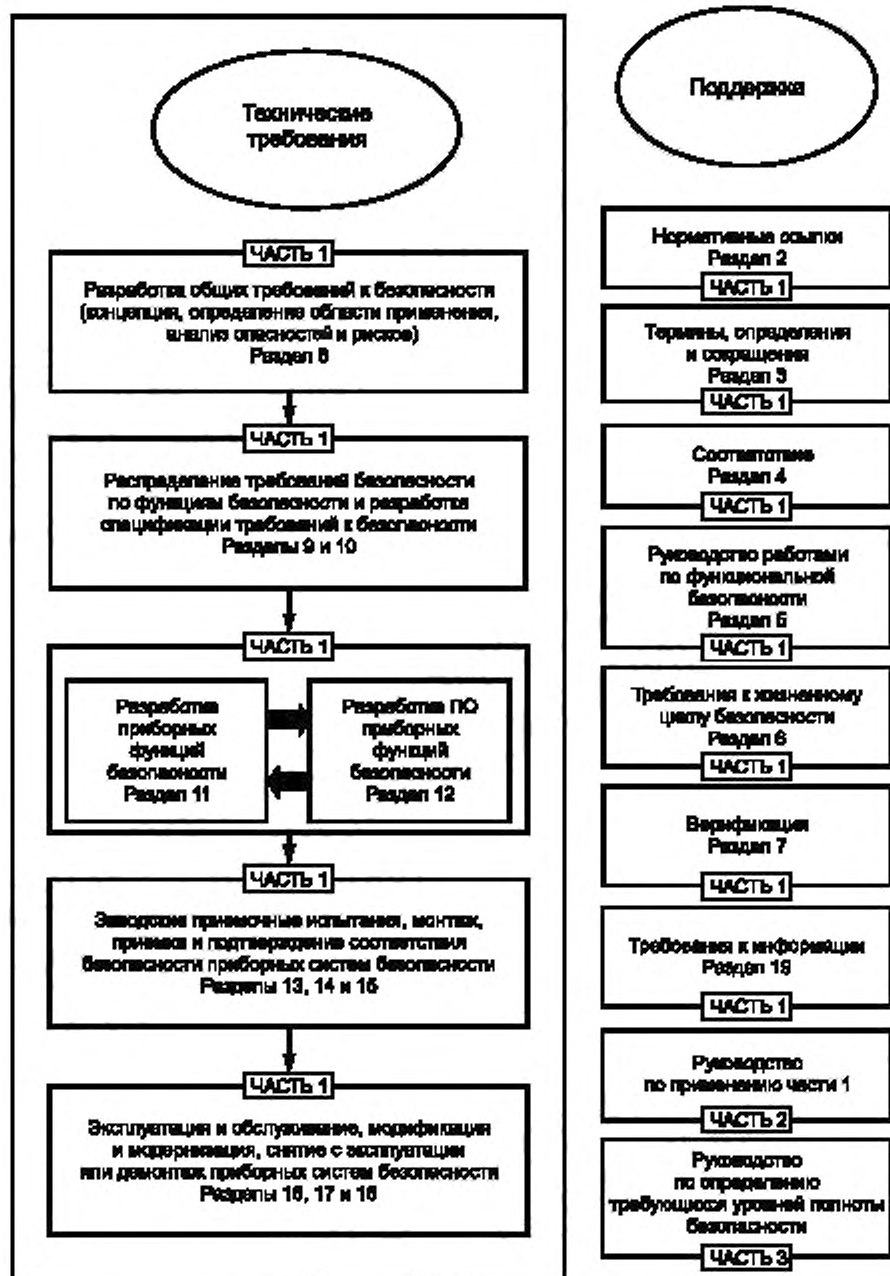 Технические
требования
ЧАСТЬ 1
Разработка общих требований к безопасности
(концепция, определение области применения,
анализ опасностей и рисков)
Раздел 8
ЧАСТЬ 1
Распределение требований безопасности
по функциям безопасности и разработка
спецификации требований к безопасности
Разделы 9 и 10
ЧАСТЬ 1
Разработка
приборных
функций
безопасности
Раздел 11
Разработка ПО
приборных
функций
безопасности
Раздел 12
ЧАСТЬ 1
Заводские приемочные испытания, монтаж,
приемка и подтверждение соответствия
безопасности приборных систем безопасности
Разделы 13, 14 и 15
ЧАСТЬ 1
Эксплуатация и обслуживание, модификация
и модернизация, снятие с эксплуатации
или демонтаж приборных систем безопасности
Разделы 16, 17 и 18
Поддержка
Нормативные ссылки
Раздел 2
ЧАСТЬ 1
Термины, определения
и сокращения
Раздел 3
ЧАСТЬ 1
Соответствие
Раздел 4
ЧАСТЬ 1
Руководство работами
по функциональной
безопасности
Раздел 5
ЧАСТЬ 1
Требования к жизненному
циклу безопасности
Раздел 6
ЧАСТЬ 1
Верификация
Раздел 7
ЧАСТЬ 1
Требования к информации
Раздел 19
ЧАСТЬ 1
Руководство
по применению части 1
ЧАСТЬ 2
Руководство
по определению
требующихся уровней полноты
безопасности
ЧАСТЬ 3